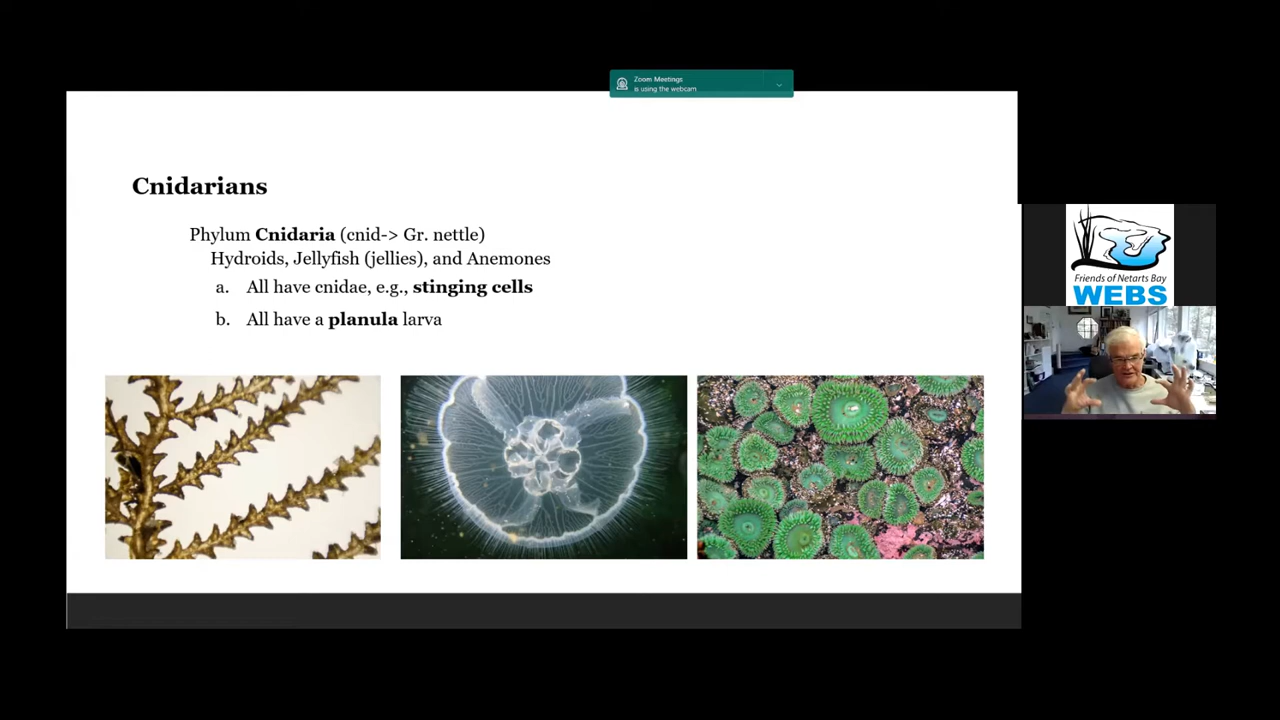 Zoom Meetings
is using the webcam
Cnidarians
Phylum Cnidaria (cnid-> Gr. nettle)
Hydroids, Jellyfish (jellies), and Anemones
a. All have cnidae, e.g., stinging cells
b. All have a planula larva
Friends of Netarts Bay
WEBS